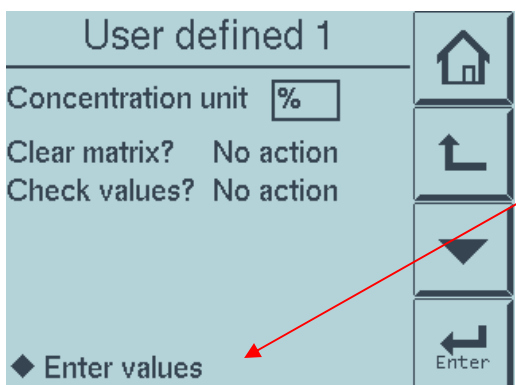 User defined 1
Concentration unit %
Clear matrix? No action
Check values? No action
◆ Enter values
Enter